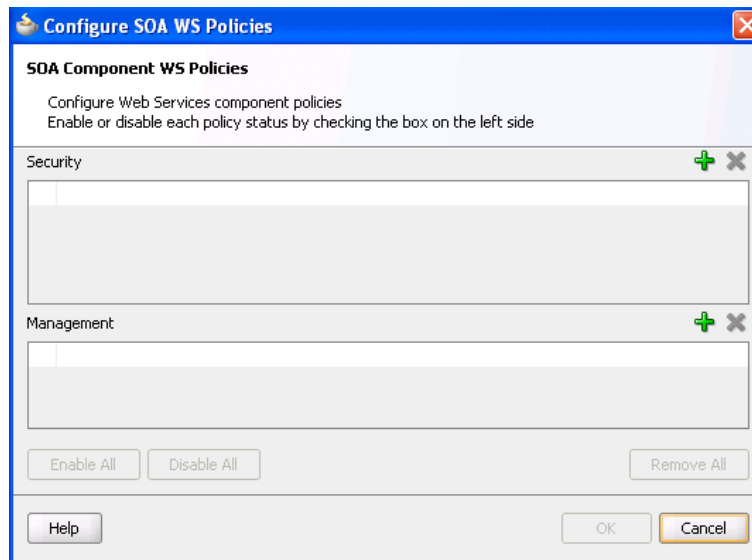 Configure SOA WS Policies
SOA Component WS Policies
Configure Web Services component policies
Enable or disable each policy status by checking the box on the left side
Security
Management
Enable All
Disable All
Remove All
Help
OK
Cancel